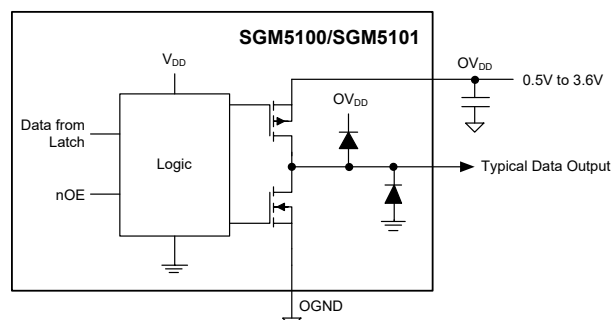 SGM5100/SGM5101
VDD
OVDD
0.5V to 3.6V
OVDD
Data from
Latch
Logic
Typical Data Output
nOE
OGND